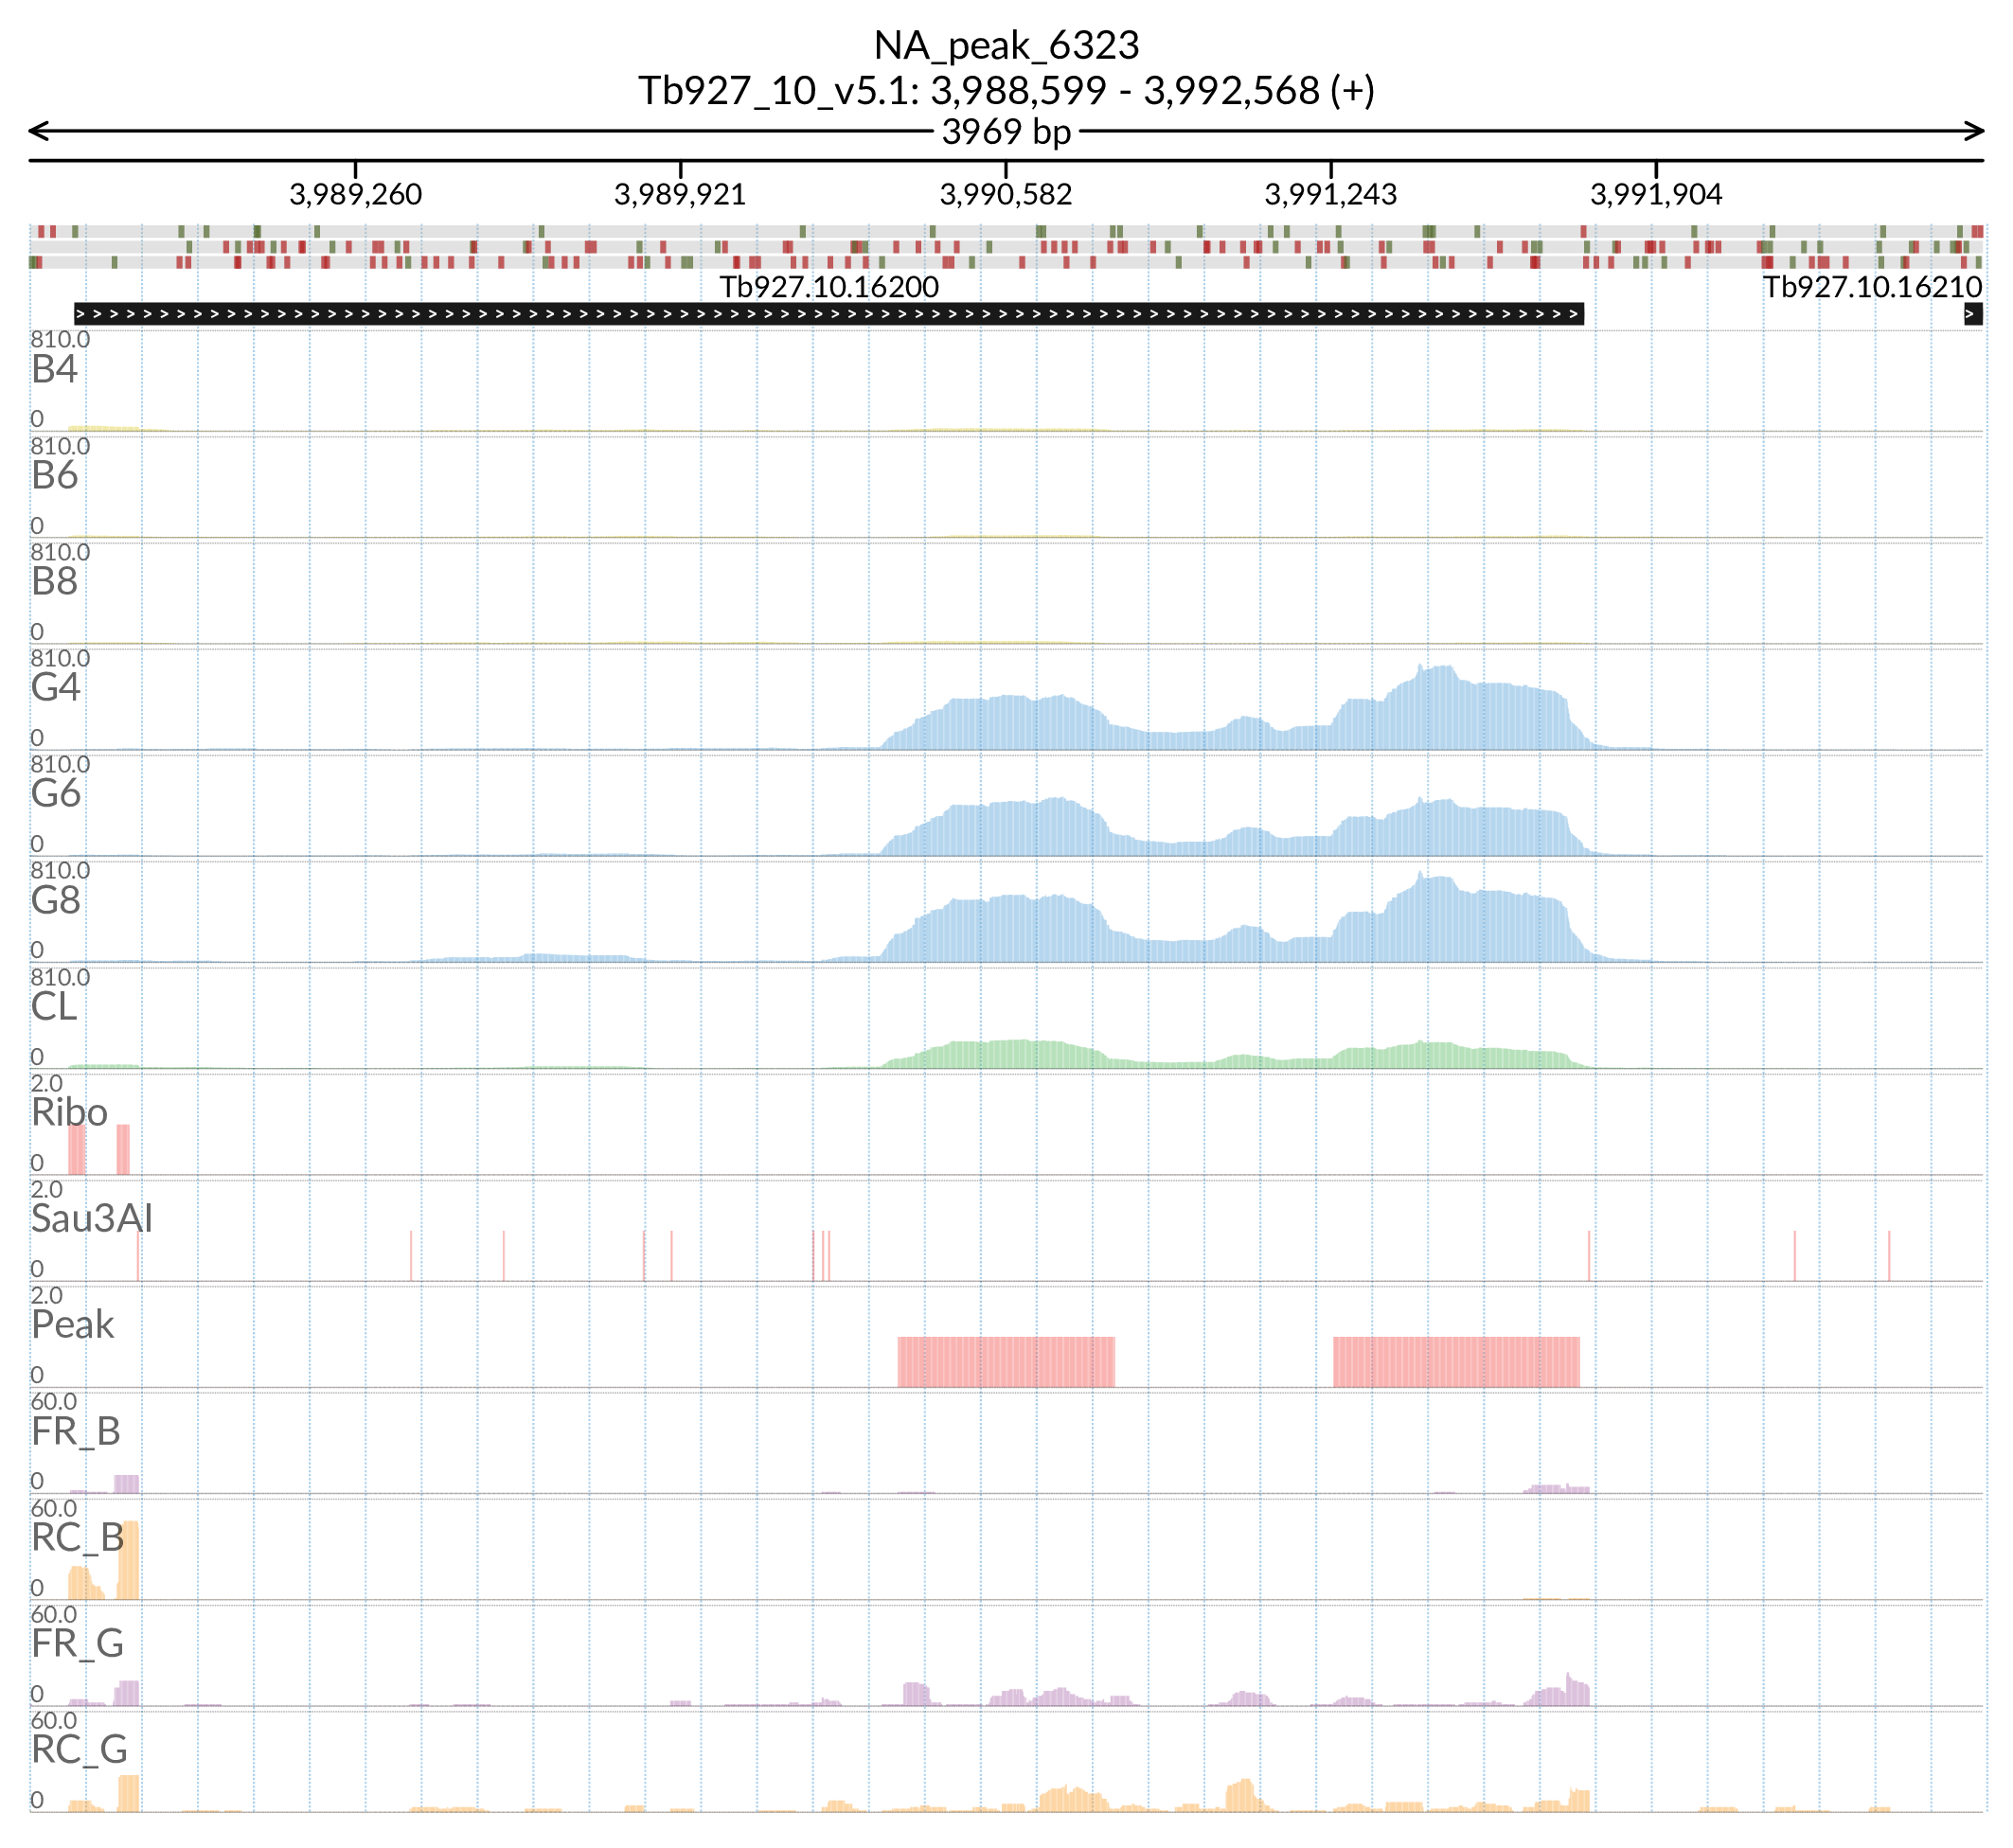 NA_peak_6323
Tb927_10_v5.1: 3,988,599 - 3,992,568 (+)
3969 bp
3,989,260 3,989,921 3,990,582 3,991,243 3,991,904
Tb927.10.16200 Tb927.10.16210
810.0
B4
0
810.0
B6
0
810.0
B8
0
810.0
G4
0
810.0
G6
0
810.0
G8
0
810.0
CL
0
2.0
Ribo
0
2.0
Sau3AI
0
2.0
Peak
0
60.0
FR_B
0
60.0
RC_B
0
60.0
FR_G
0
60.0
RC_G
0